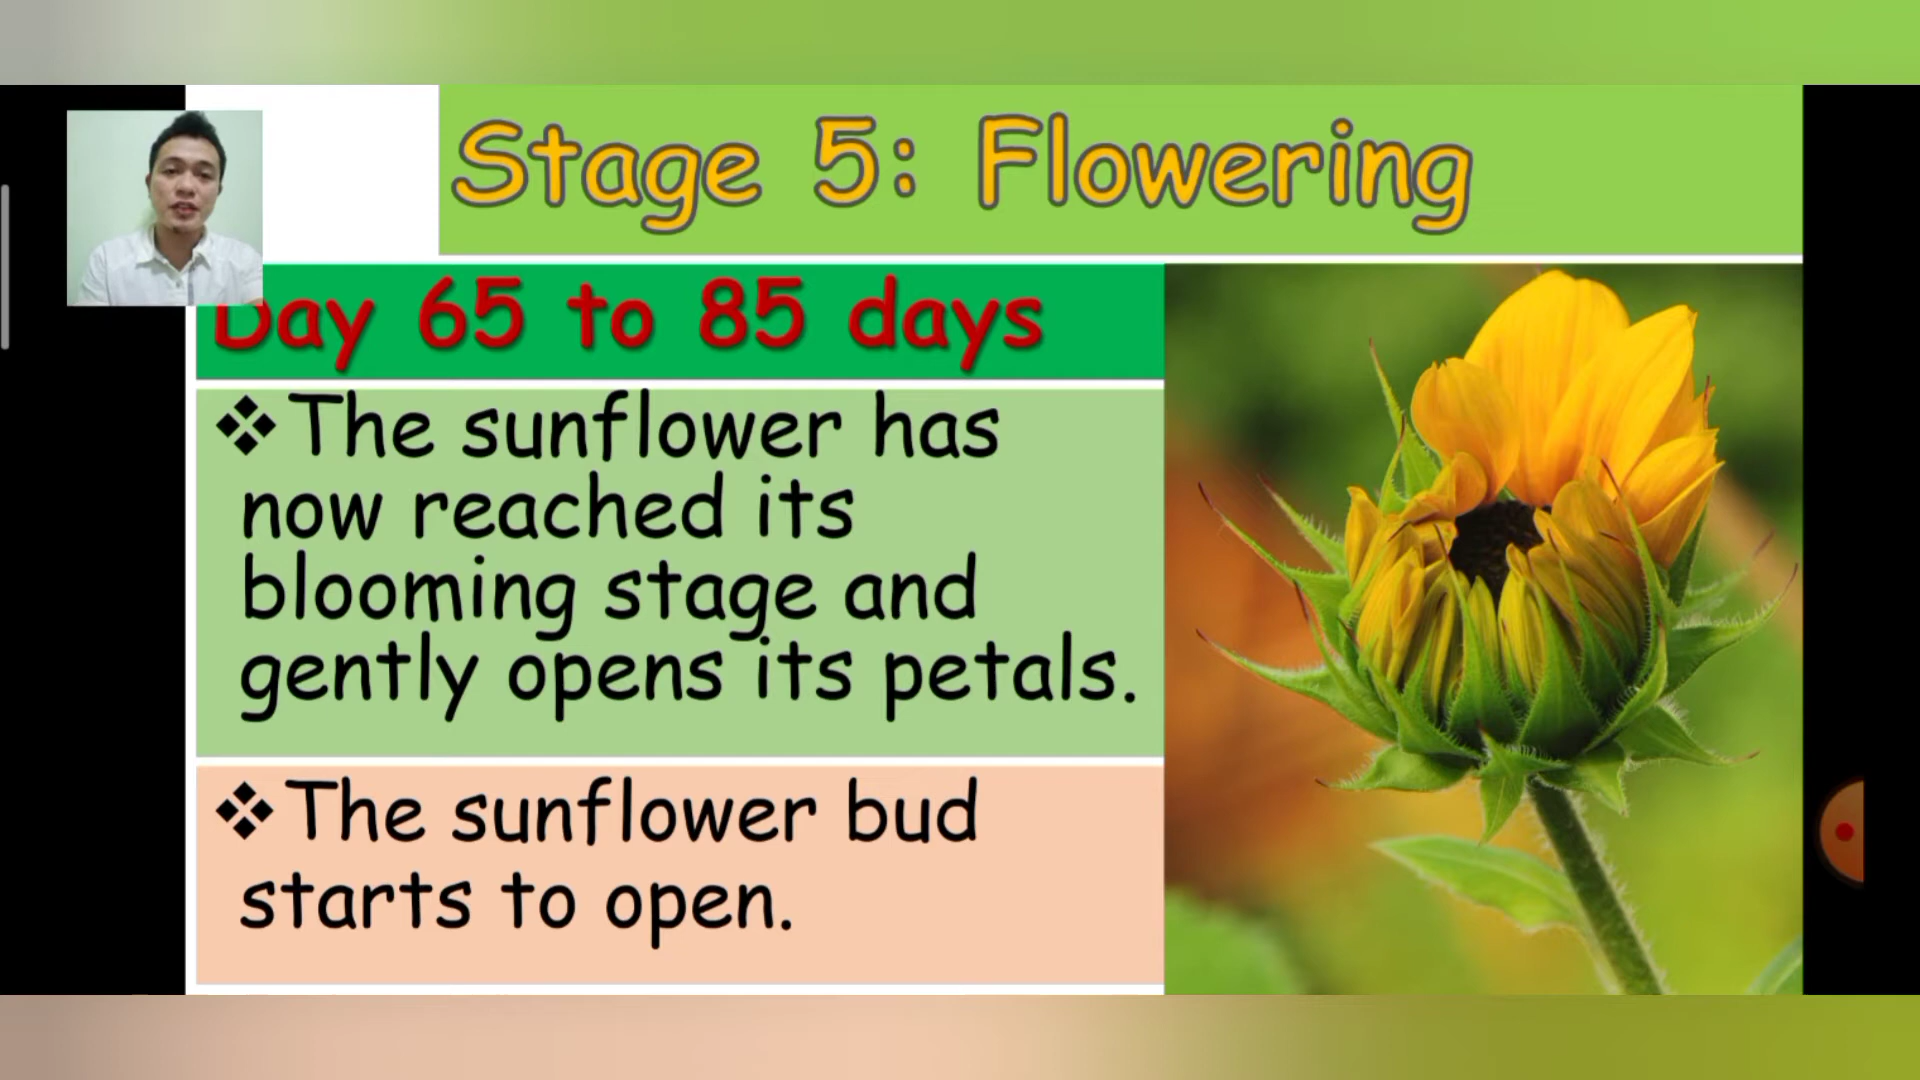 Stage 5: Flowering
Day 65 to 85 days
❖The sunflower has
now reached its
blooming stage and
gently opens its petals.
❖The sunflower bud
starts to open.